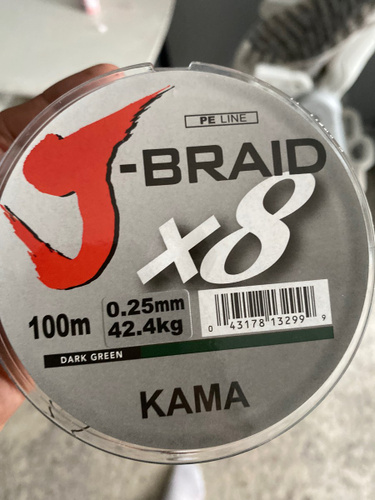 PE LINE
J-BRAID
x8
100m
0.25mm
42.4kg
0 43178 13299 9
DARK GREEN
KAMA